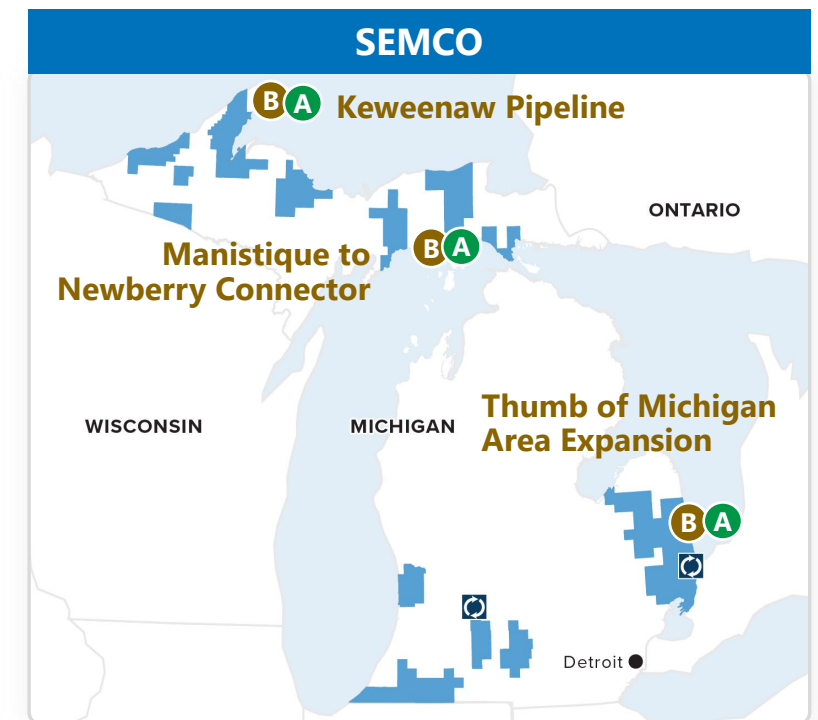 SEMCO
B A Keweenaw Pipeline
ONTARIO
Manistique to
Newberry Connector
B A
Thumb of Michigan
Area Expansion
WISCONSIN
MICHIGAN
B A
Detroit